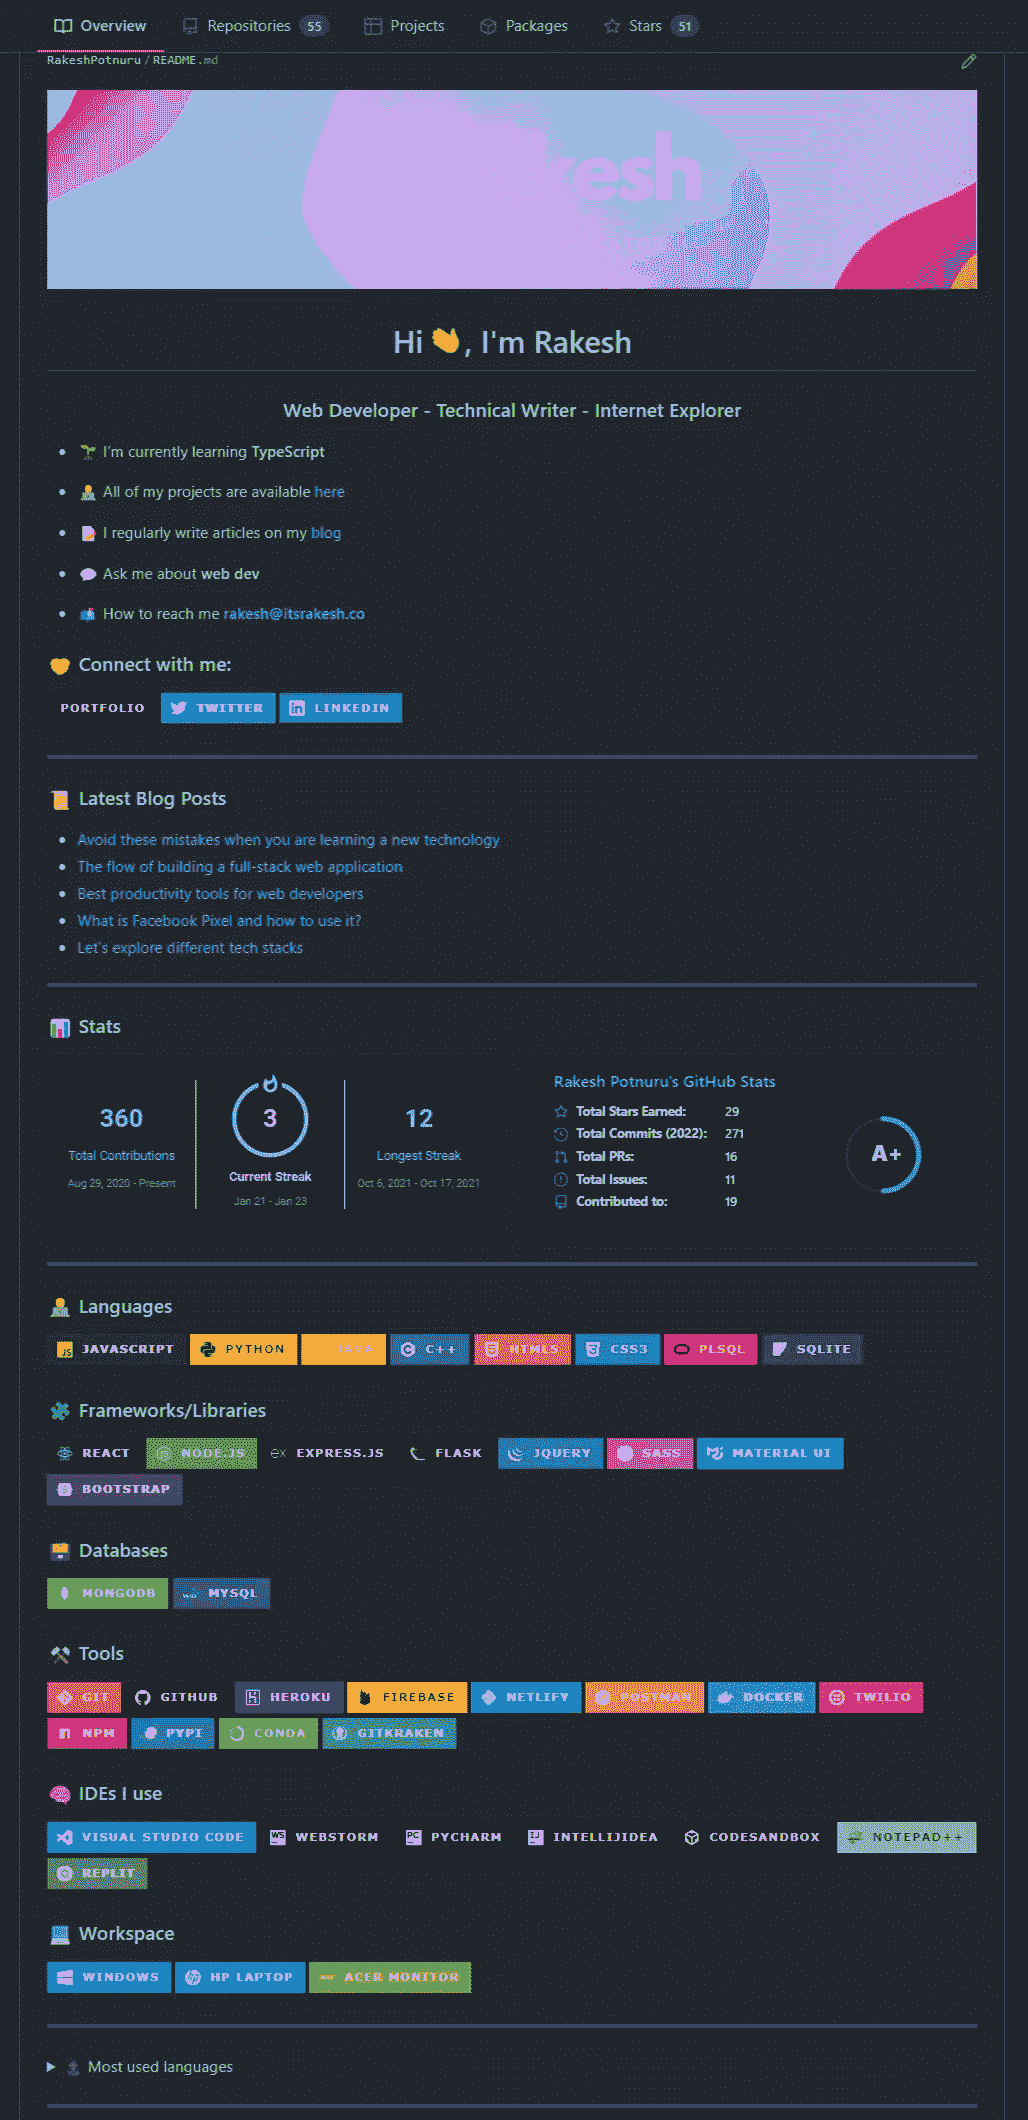 Overview Repositories 55 Projects Packages Stars 51
RakeshPotnuru / README.md
kesh
Hi 👋, I'm Rakesh
Web Developer - Technical Writer - Internet Explorer
• 🌱 I'm currently learning TypeScript
• 👨‍💻 All of my projects are available here
• 📝 I regularly write articles on my blog
• 💬 Ask me about web dev
• 📫 How to reach me rakesh@itsrakesh.co
Connect with me:
PORTFOLIO TWITTER LINKEDIN
📜 Latest Blog Posts
• Avoid these mistakes when you are learning a new technology
• The flow of building a full-stack web application
• Best productivity tools for web developers
• What is Facebook Pixel and how to use it?
• Let's explore different tech stacks
📊 Stats
360
Total Contributions
Aug 29, 2020 - Present
3
Current Streak
Jan 21 - Jan 23
12
Longest Streak
Oct 6, 2021 - Oct 17, 2021
Rakesh Potnuru's GitHub Stats
Total Stars Earned: 29
Total Commits (2022): 271
Total PRs: 16
Total Issues: 11
Contributed to: 19
A+
👨‍💻 Languages
JS JAVASCRIPT PYTHON JAVA C++ HTML5 CSS3 PLSQL SQLITE
Frameworks/Libraries
REACT NODE.JS ex EXPRESS.JS FLASK JQUERY SASS MATERIAL UI
BOOTSTRAP
Databases
MONGODB MYSQL
Tools
GIT GITHUB HEROKU FIREBASE NETLIFY POSTMAN DOCKER TWILIO
NPM PYPI CONDA GITKRAKEN
🧠 IDEs I use
VISUAL STUDIO CODE WS WEBSTORM PC PYCHARM IJ INTELLIJIDEA CODESANDBOX NOTEPAD++
REPLIT
💻 Workspace
WINDOWS HP LAPTOP ACER MONITOR
Most used languages